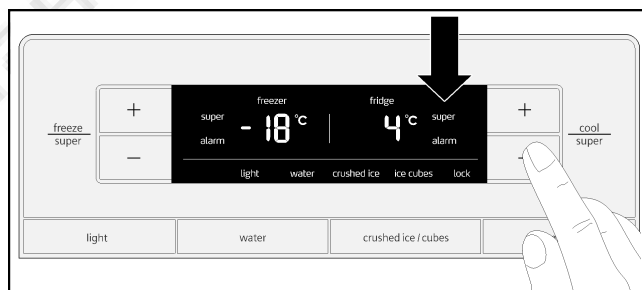 freezer fridge
super -18 °C 4 °C super
alarm alarm
light water crushed ice ice cubes lock
freeze
super
+
−
+
cool
super
light water crushed ice / cubes